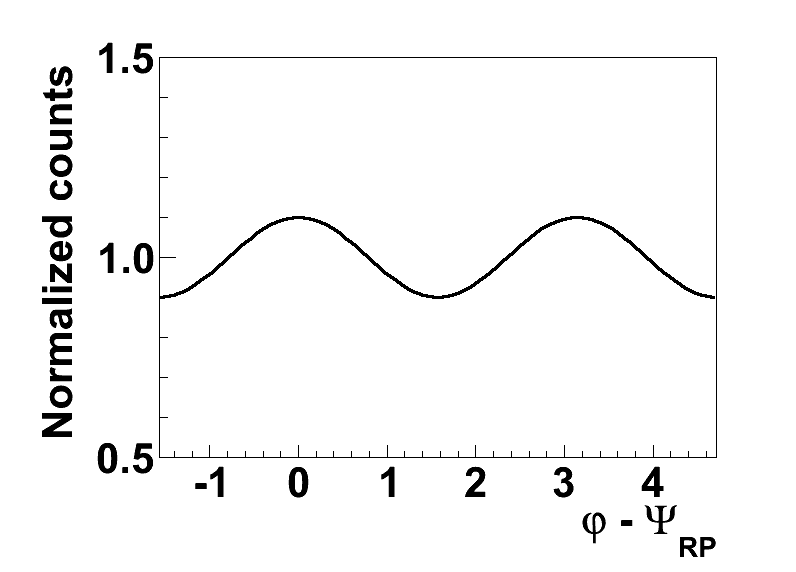 Normalized counts
1.5
1.0
0.5
-1 0 1 2 3 4
φ - Ψ_RP